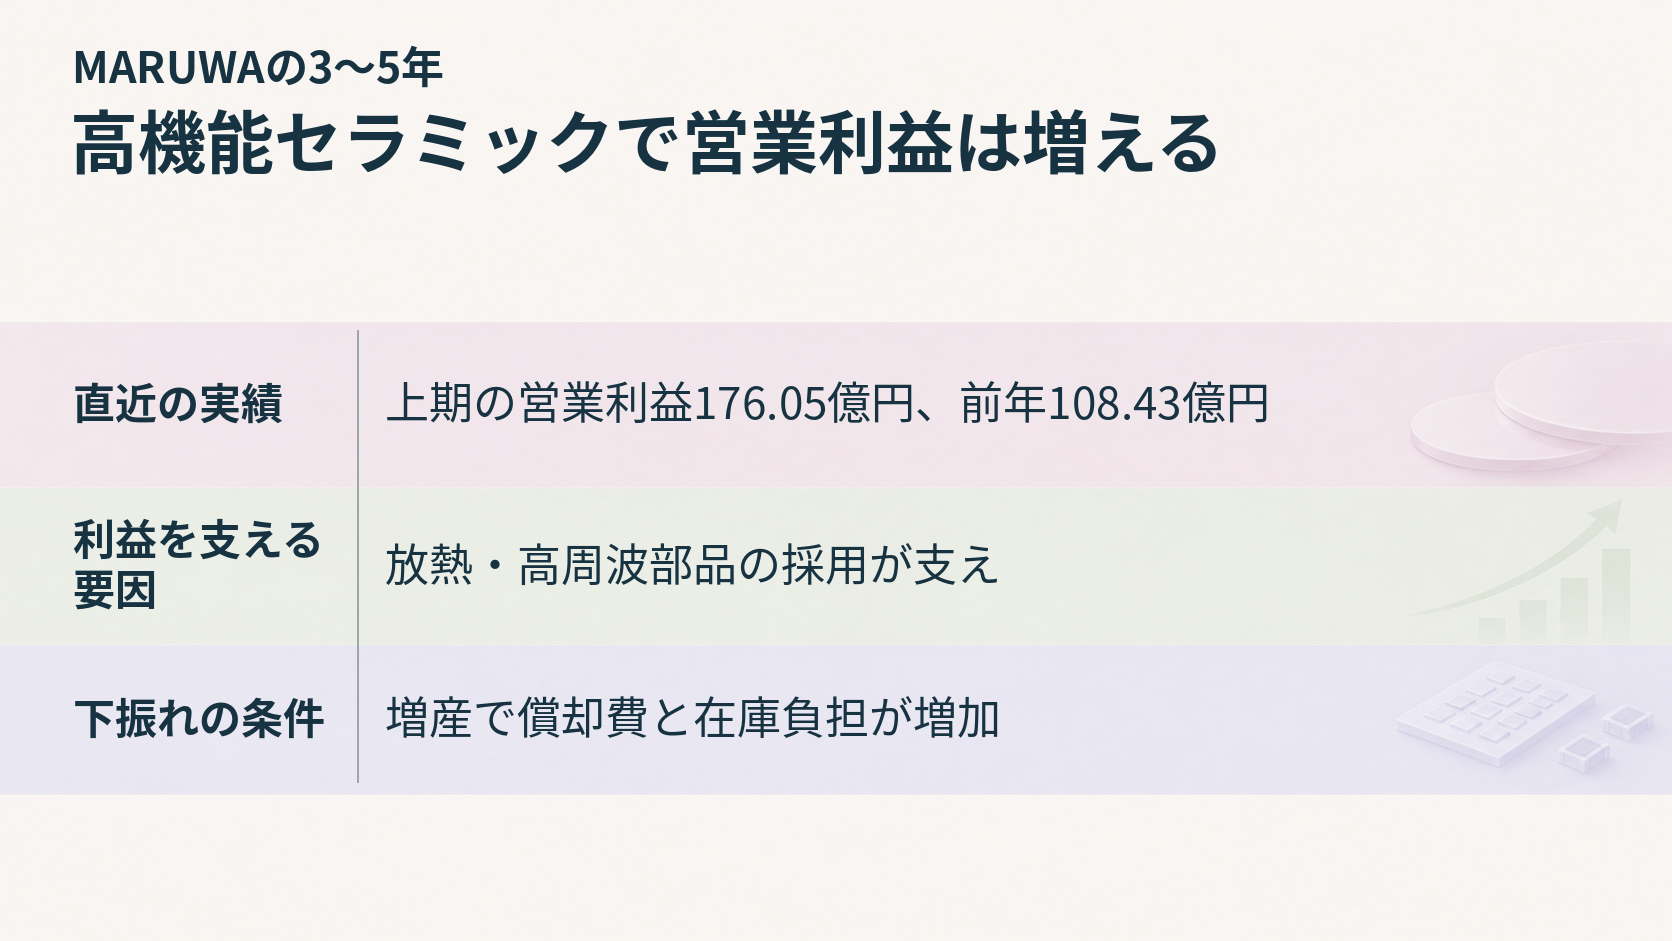 MARUWAの3〜5年
高機能セラミックで営業利益は増える
直近の実績
上期の営業利益176.05億円、前年108.43億円
利益を支える
要因
放熱・高周波部品の採用が支え
下振れの条件
増産で償却費と在庫負担が増加